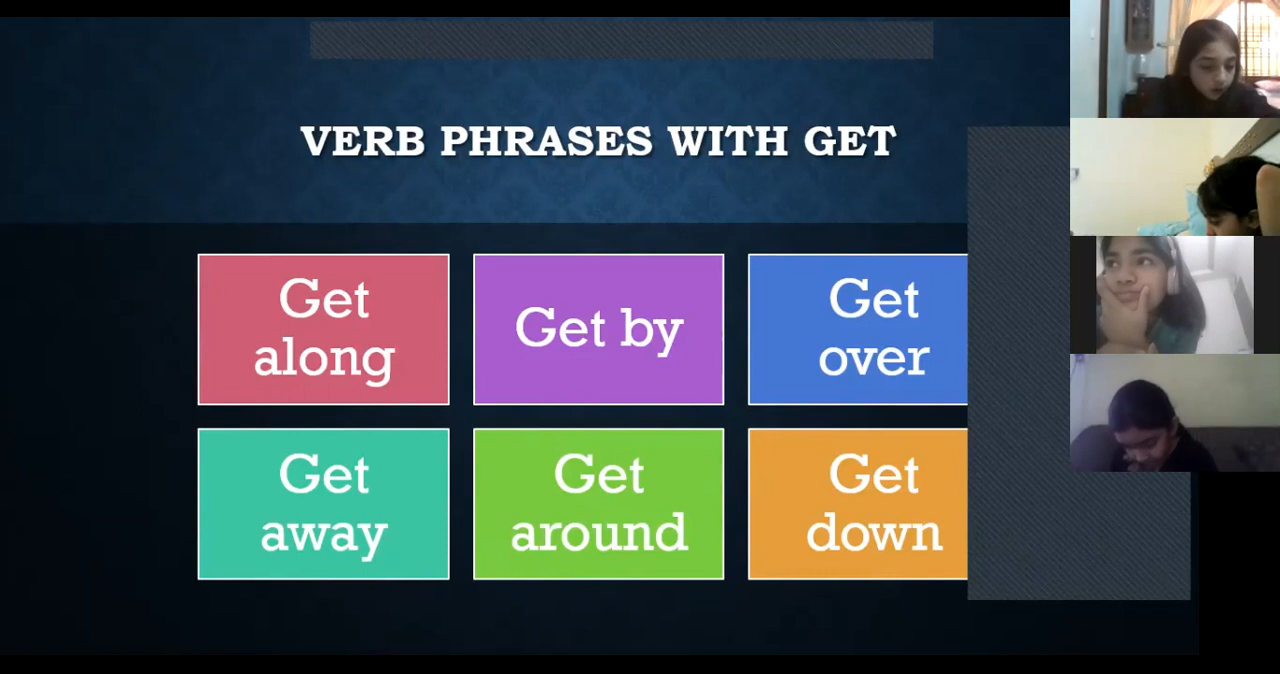 VERB PHRASES WITH GET
Get
along
Get by
Get
over
Get
away
Get
around
Get
down